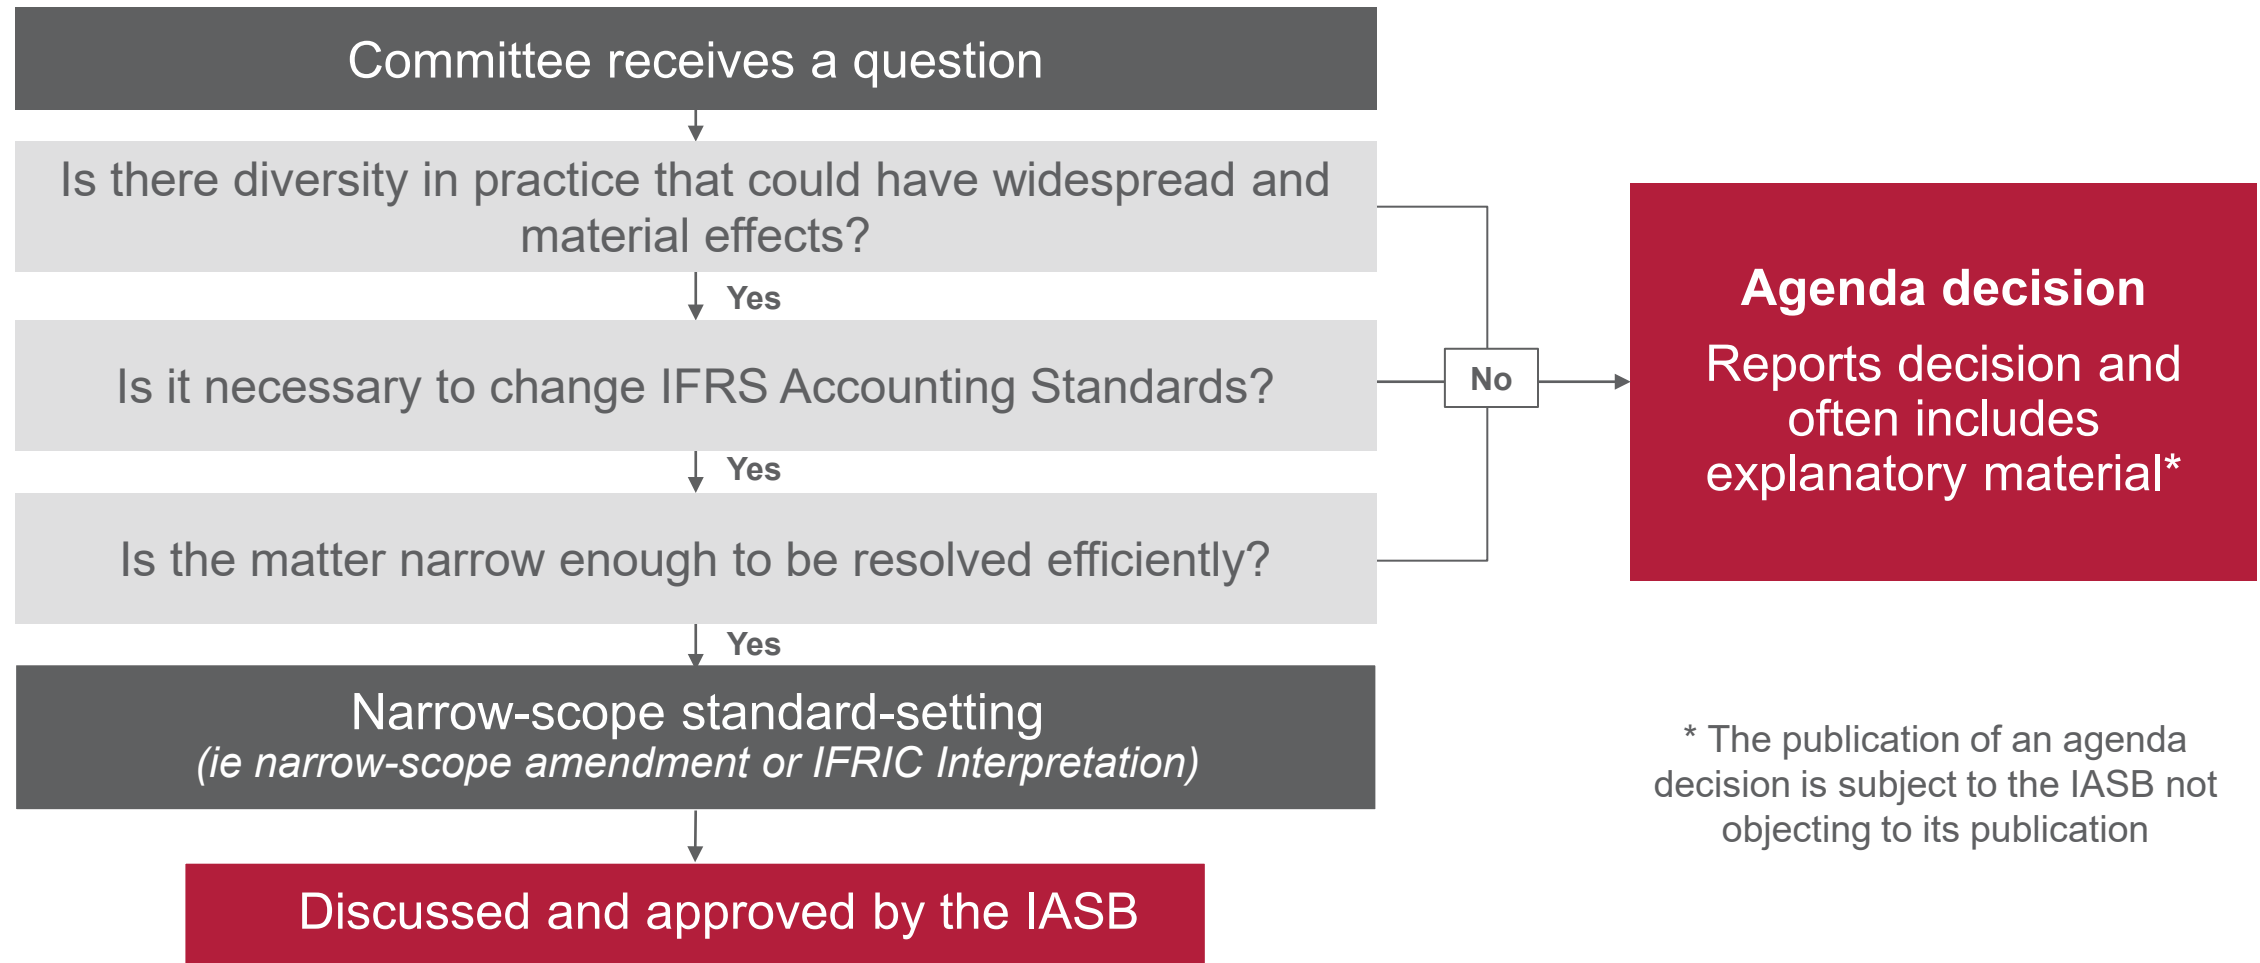 Committee receives a question
Is there diversity in practice that could have widespread and
material effects?
Yes
Is it necessary to change IFRS Accounting Standards?
Yes
Is the matter narrow enough to be resolved efficiently?
Yes
Narrow-scope standard-setting
(ie narrow-scope amendment or IFRIC Interpretation)
Discussed and approved by the IASB
No
Agenda decision
Reports decision and
often includes
explanatory material*
* The publication of an agenda
decision is subject to the IASB not
objecting to its publication